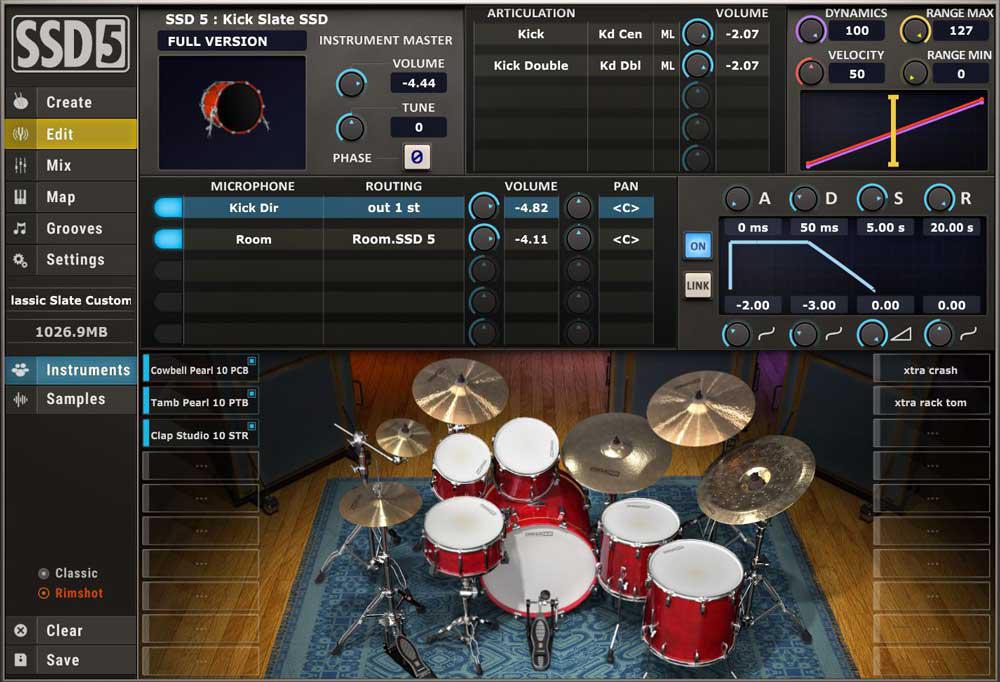 SSD5
Create
Edit
Mix
Map
Grooves
Settings
lassic Slate Custom
1026.9MB
Instruments
Samples
Classic
Rimshot
Clear
Save
SSD 5 : Kick Slate SSD
FULL VERSION
INSTRUMENT MASTER
VOLUME
-4.44
TUNE
0
PHASE
Ø
ARTICULATION VOLUME
Kick Kd Cen ML -2.07
Kick Double Kd Dbl ML -2.07
DYNAMICS RANGE MAX
100 127
VELOCITY RANGE MIN
50 0
MICROPHONE ROUTING VOLUME PAN
Kick Dir out 1 st -4.82 <C>
Room Room.SSD 5 -4.11 <C>
A D S R
ON
LINK
0 ms 50 ms 5.00 s 20.00 s
-2.00 -3.00 0.00 0.00
Cowbell Pearl 10 PCB
Tamb Pearl 10 PTB
Clap Studio 10 STR
---
---
---
---
---
---
---
xtra crash
xtra rack tom
---
---
---
---
---
---
---
---